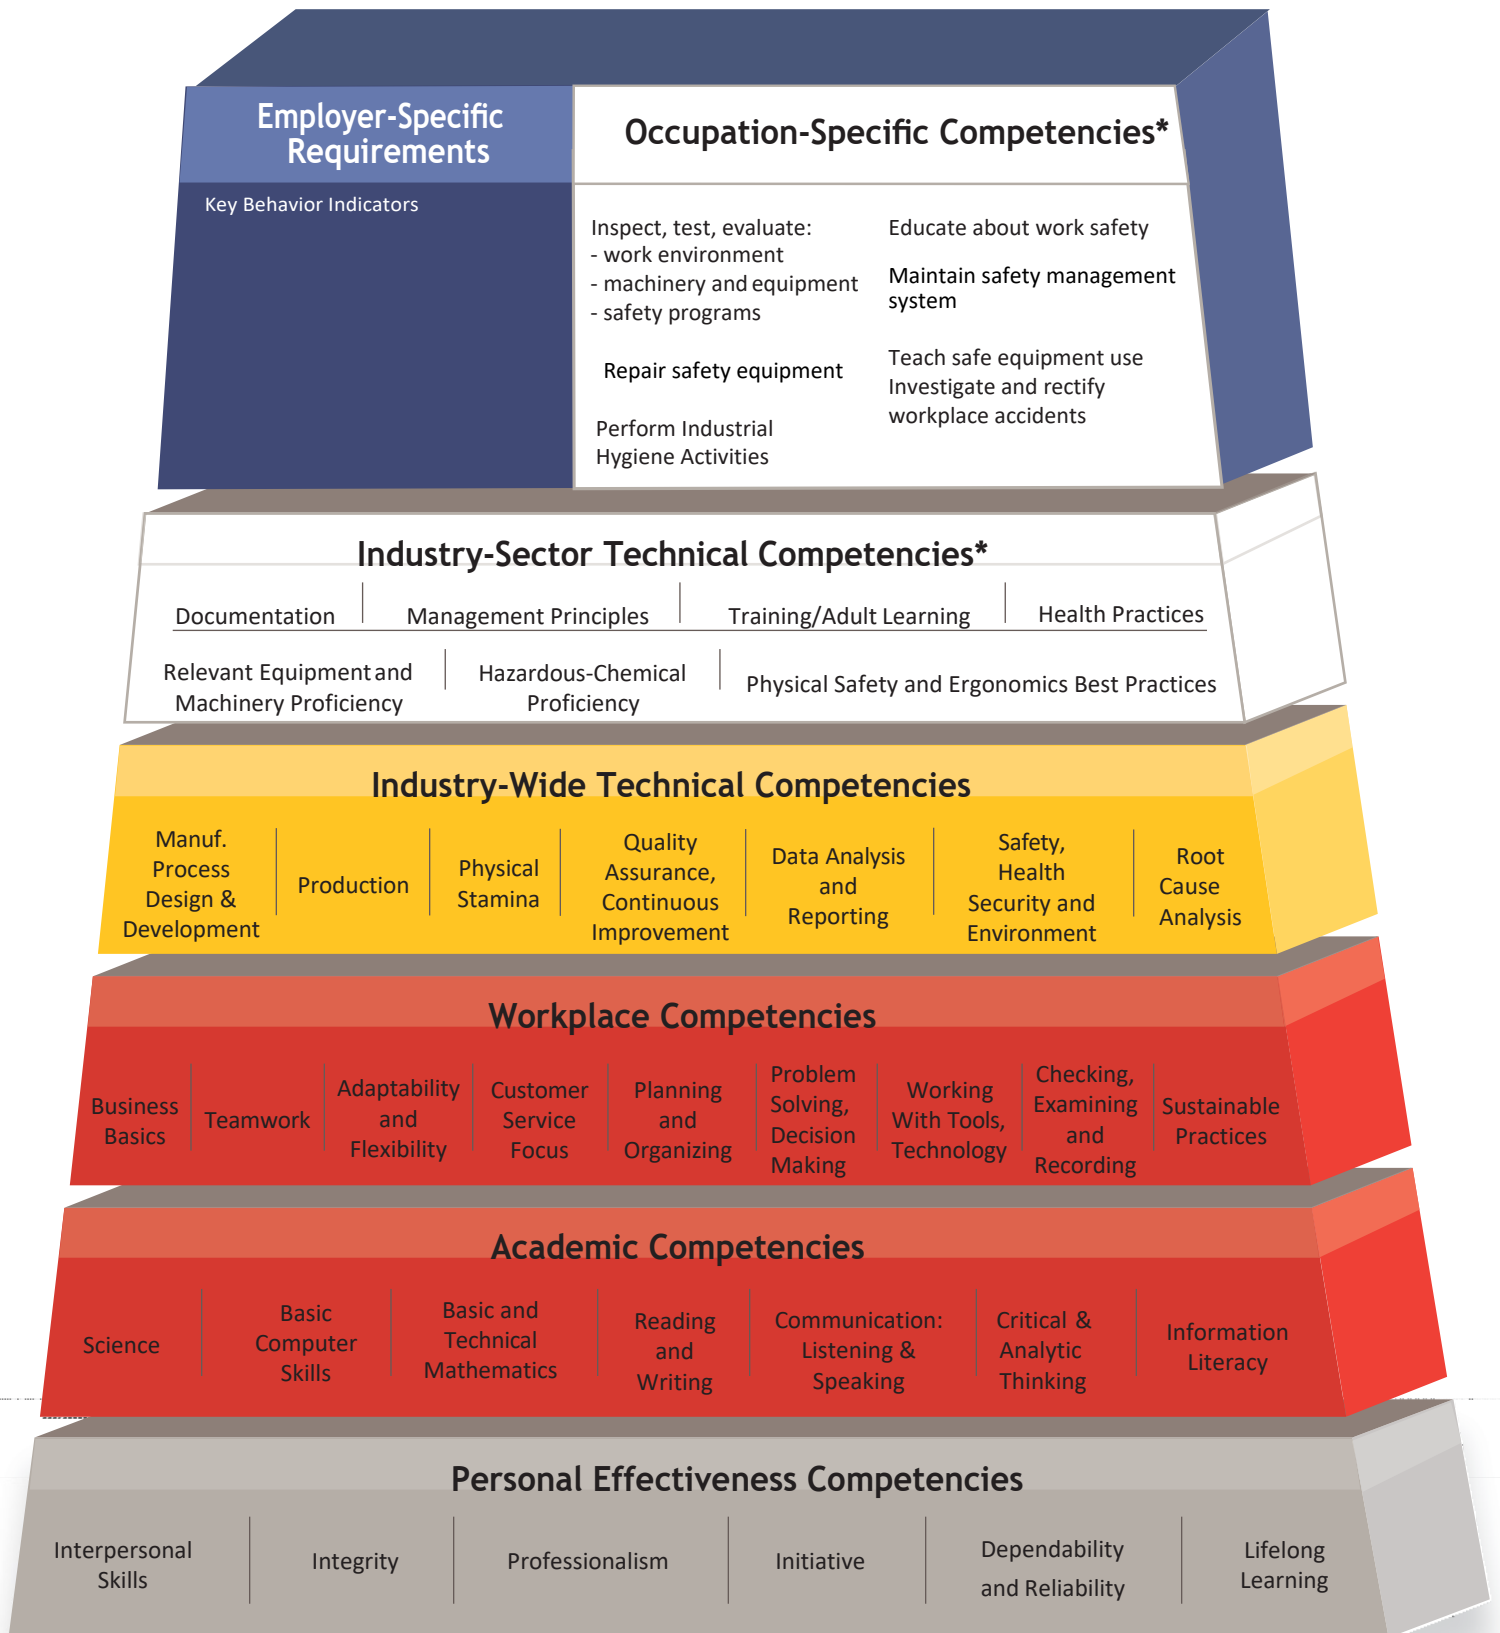 Employer-Specific
Requirements
Key Behavior Indicators
Occupation-Specific Competencies*
Inspect, test, evaluate:
- work environment
- machinery and equipment
- safety programs
Repair safety equipment
Perform Industrial
Hygiene Activities
Educate about work safety
Maintain safety management
system
Teach safe equipment use
Investigate and rectify
workplace accidents
Industry-Sector Technical Competencies*
Documentation
Management Principles
Training/Adult Learning
Health Practices
Relevant Equipment and
Machinery Proficiency
Hazardous-Chemical
Proficiency
Physical Safety and Ergonomics Best Practices
Industry-Wide Technical Competencies
Manuf.
Process
Design &
Development
Production
Physical
Stamina
Quality
Assurance,
Continuous
Improvement
Data Analysis
and
Reporting
Safety,
Health
Security and
Environment
Root
Cause
Analysis
Workplace Competencies
Business
Basics
Teamwork
Adaptability
and
Flexibility
Customer
Service
Focus
Planning
and
Organizing
Problem
Solving,
Decision
Making
Working
With Tools,
Technology
Checking,
Examining
and
Recording
Sustainable
Practices
Academic Competencies
Science
Basic
Computer
Skills
Basic and
Technical
Mathematics
Reading
and
Writing
Communication:
Listening &
Speaking
Critical &
Analytic
Thinking
Information
Literacy
Personal Effectiveness Competencies
Interpersonal
Skills
Integrity
Professionalism
Initiative
Dependability
and Reliability
Lifelong
Learning